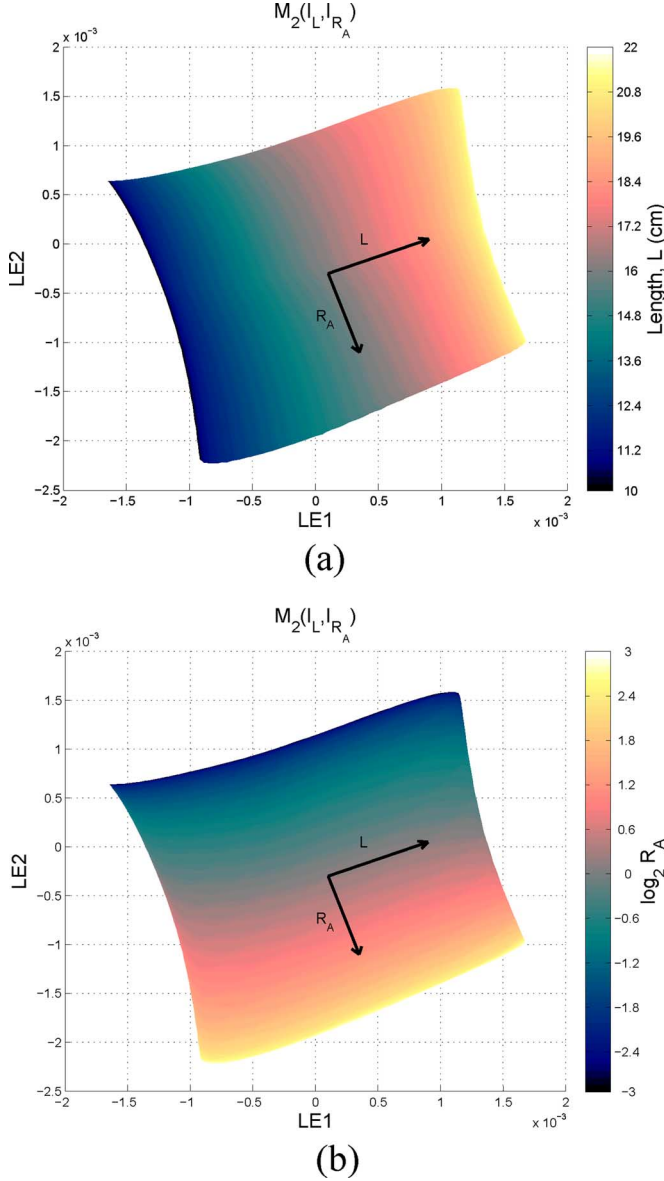 M2(lL,lRA)
x 10⁻³
2
1.5
1
0.5
0
−0.5
−1
−1.5
−2
−2.5
LE2
L
RA
−2 −1.5 −1 −0.5 0 0.5 1 1.5 2
LE1
x 10⁻³
22
20.8
19.6
18.4
17.2
16
14.8
13.6
12.4
11.2
10
Length, L (cm)
(a)
M2(lL,lRA)
x 10⁻³
2
1.5
1
0.5
0
−0.5
−1
−1.5
−2
−2.5
LE2
L
RA
−2 −1.5 −1 −0.5 0 0.5 1 1.5 2
LE1
x 10⁻³
3
2.4
1.8
1.2
0.6
0
−0.6
−1.2
−1.8
−2.4
−3
log2 RA
(b)